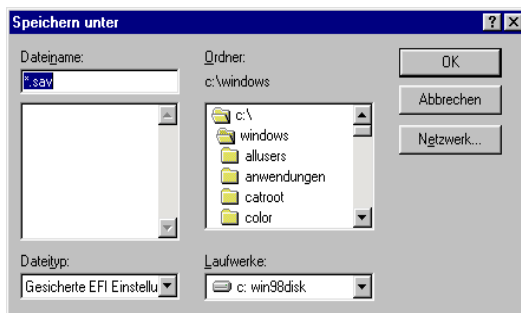 Speichern unter
Dateiname:
*.sav
Ordner:
c:\windows
c:\
windows
allusers
anwendungen
catroot
color
OK
Abbrechen
Netzwerk...
Dateityp:
Gesicherte EFI Einstellu
Laufwerke:
c: win98disk